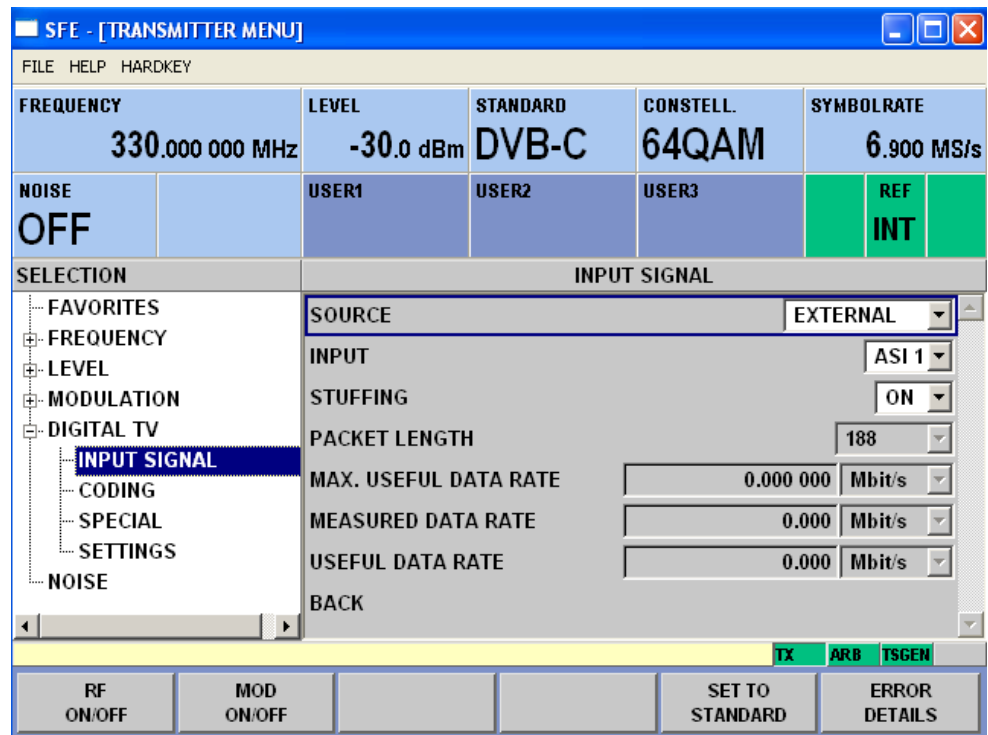 SFE - [TRANSMITTER MENU]
FILE HELP HARDKEY
FREQUENCY
330.000 000 MHz
LEVEL
-30.0 dBm
STANDARD
DVB-C
CONSTELL.
64QAM
SYMBOLRATE
6.900 MS/s
NOISE
OFF
USER1
USER2
USER3
REF
INT
SELECTION
FAVORITES
FREQUENCY
LEVEL
MODULATION
DIGITAL TV
INPUT SIGNAL
CODING
SPECIAL
SETTINGS
NOISE
INPUT SIGNAL
SOURCE EXTERNAL
INPUT ASI 1
STUFFING ON
PACKET LENGTH 188
MAX. USEFUL DATA RATE 0.000 000 Mbit/s
MEASURED DATA RATE 0.000 Mbit/s
USEFUL DATA RATE 0.000 Mbit/s
BACK
TX ARB TSGEN
RF
ON/OFF
MOD
ON/OFF
SET TO
STANDARD
ERROR
DETAILS